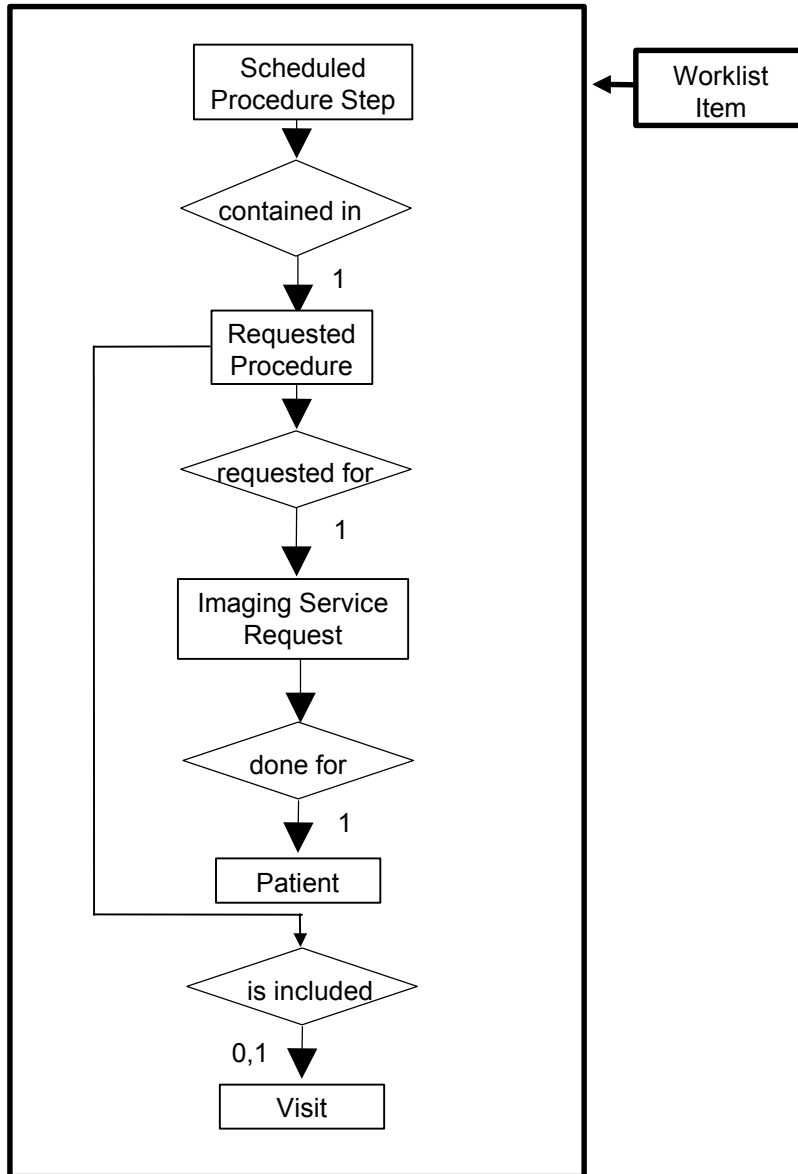 Scheduled
Procedure Step
Worklist
Item
contained in
1
Requested
Procedure
requested for
1
Imaging Service
Request
done for
1
Patient
is included
0,1
Visit